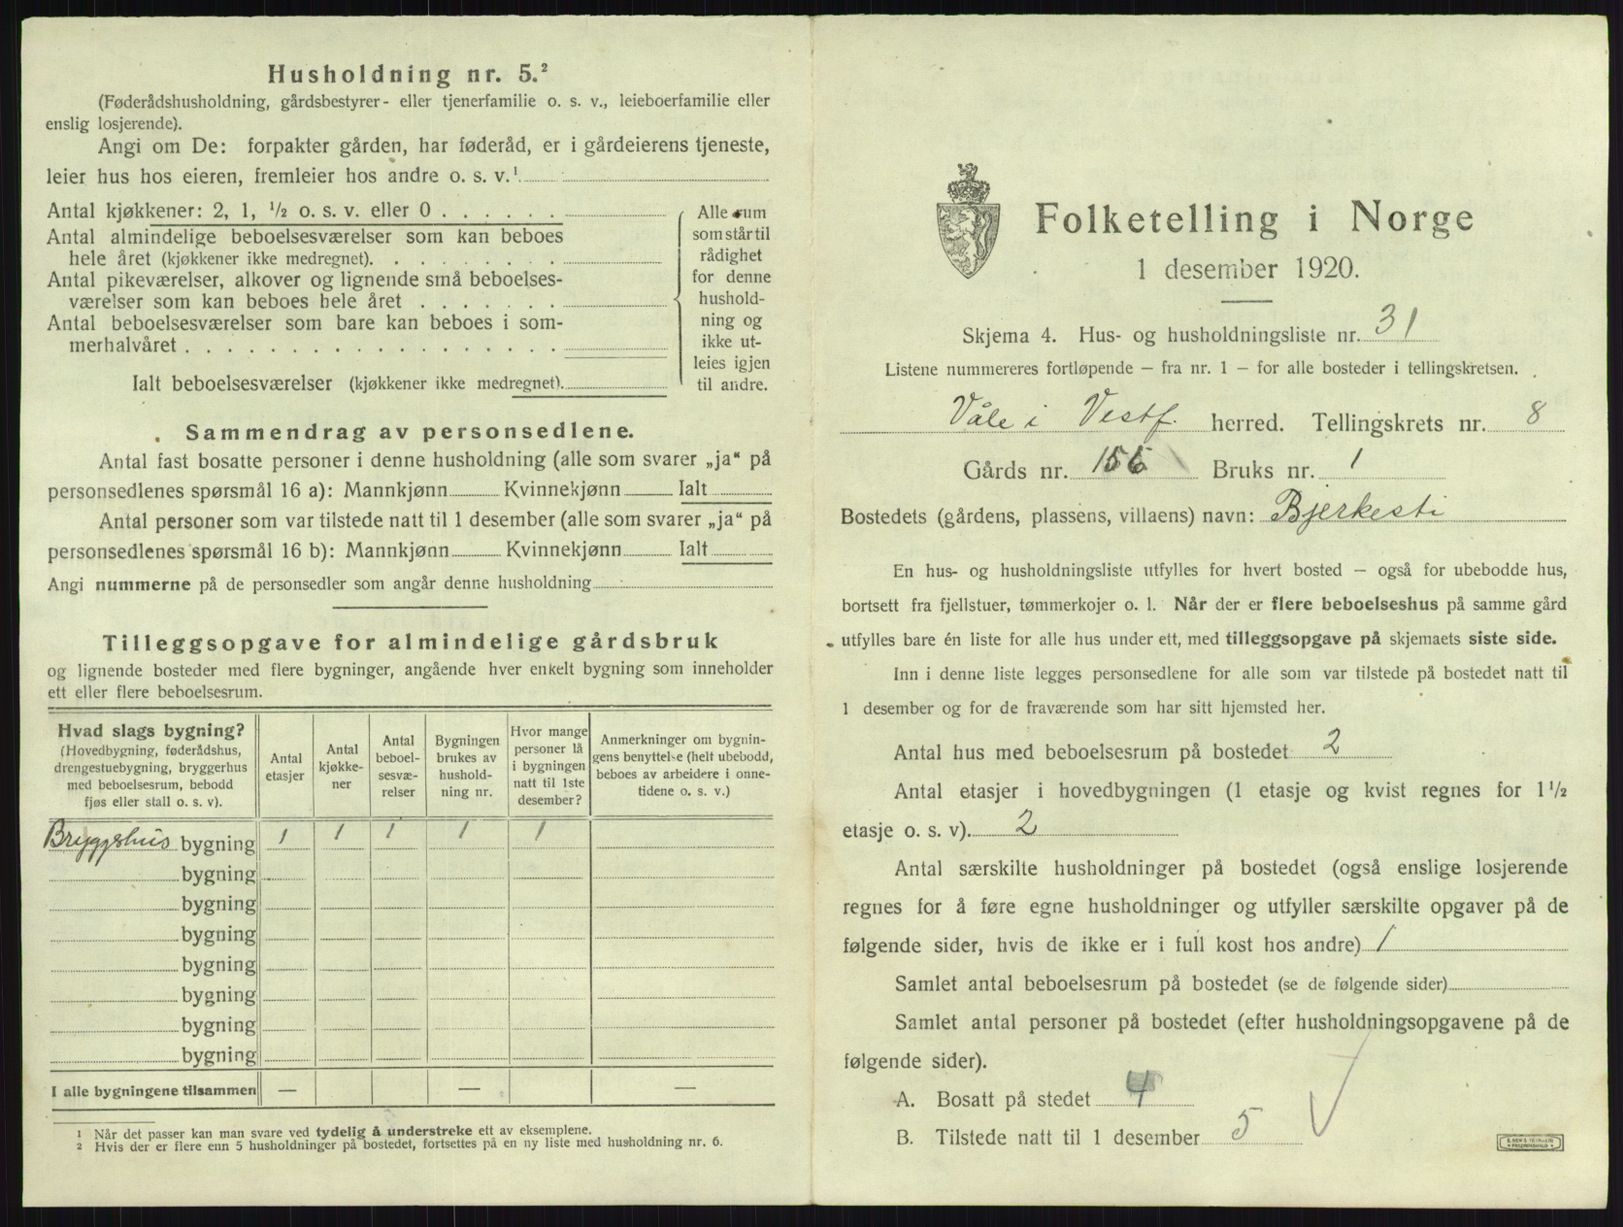 Husholdning nr. 5.²
(Føderådshusholdning, gårdsbestyrer- eller tjenerfamilie o. s. v., leieboerfamilie eller
enslig losjerende).
Angi om De: forpakter gården, har føderåd, er i gårdeierens tjeneste,
leier hus hos eieren, fremleier hos andre o. s. v.¹
Antal kjøkkener: 2, 1, ½ o. s. v. eller 0 . . . . . .
Antal almindelige beboelsesværelser som kan beboes
hele året (kjøkkener ikke medregnet). . . . . . . .
Antal pikeværelser, alkover og lignende små beboelses-
værelser som kan beboes hele året . . . . . . .
Antal beboelsesværelser som bare kan beboes i som-
merhalvåret . . . . . . . . . . . . . . . . . .
Ialt beboelsesværelser (kjøkkener ikke medregnet).
Alle rum
som står til
rådighet
for denne
hushold-
ning og
ikke ut-
leies igjen
til andre.
Sammendrag av personsedlene.
Antal fast bosatte personer i denne husholdning (alle som svarer „ja“ på
personsedlenes spørsmål 16 a): Mannkjønn Kvinnekjønn Ialt
Antal personer som var tilstede natt til 1 desember (alle som svarer „ja“ på
personsedlenes spørsmål 16 b): Mannkjønn Kvinnekjønn Ialt
Angi nummerne på de personsedler som angår denne husholdning
Tilleggsopgave for almindelige gårdsbruk
og lignende bosteder med flere bygninger, angående hver enkelt bygning som inneholder
ett eller flere beboelsesrum.
Hvad slags bygning?
(Hovedbygning, føderådshus,
drengestuebygning, bryggerhus
med beboelsesrum, bebodd
fjøs eller stall o. s. v).
Antal
etasjer
Antal
kjøkke-
ner
Antal
beboel-
sesvæ-
relser
Bygningen
brukes av
hushold-
ning nr.
Hvor mange
personer lå
i bygningen
natt til 1ste
desember?
Anmerkninger om bygnin-
gens benyttelse (helt ubebodd,
beboes av arbeidere i onne-
tidene o. s. v.)
Bryggshus bygning 1 1 1 1 1
bygning
bygning
bygning
bygning
bygning
bygning
bygning
I alle bygningene tilsammen — — —
¹ Når det passer kan man svare ved tydelig å understreke ett av eksemplene.
² Hvis der er flere enn 5 husholdninger på bostedet, fortsettes på en ny liste med husholdning nr. 6.
Folketelling i Norge
1 desember 1920.
Skjema 4. Hus- og husholdningsliste nr. 31
Listene nummereres fortløpende – fra nr. 1 – for alle bosteder i tellingskretsen.
Våle i Vestf. herred. Tellingskrets nr. 8
Gårds nr. 156 Bruks nr. 1
Bostedets (gårdens, plassens, villaens) navn: Bjerkesti
En hus- og husholdningsliste utfylles for hvert bosted – også for ubebodde hus,
bortsett fra fjellstuer, tømmerkojer o. l. Når der er flere beboelseshus på samme gård
utfylles bare én liste for alle hus under ett, med tilleggsopgave på skjemaets siste side.
Inn i denne liste legges personsedlene for alle som var tilstede på bostedet natt til
1 desember og for de fraværende som har sitt hjemsted her.
Antal hus med beboelsesrum på bostedet 2
Antal etasjer i hovedbygningen (1 etasje og kvist regnes for 1½
etasje o. s. v). 2
Antal særskilte husholdninger på bostedet (også enslige losjerende
regnes for å føre egne husholdninger og utfyller særskilte opgaver på de
følgende sider, hvis de ikke er i full kost hos andre) 1
Samlet antal beboelsesrum på bostedet (se de følgende sider)
Samlet antal personer på bostedet (efter husholdningsopgavene på de
følgende sider).
A. Bosatt på stedet 4
B. Tilstede natt til 1 desember 5